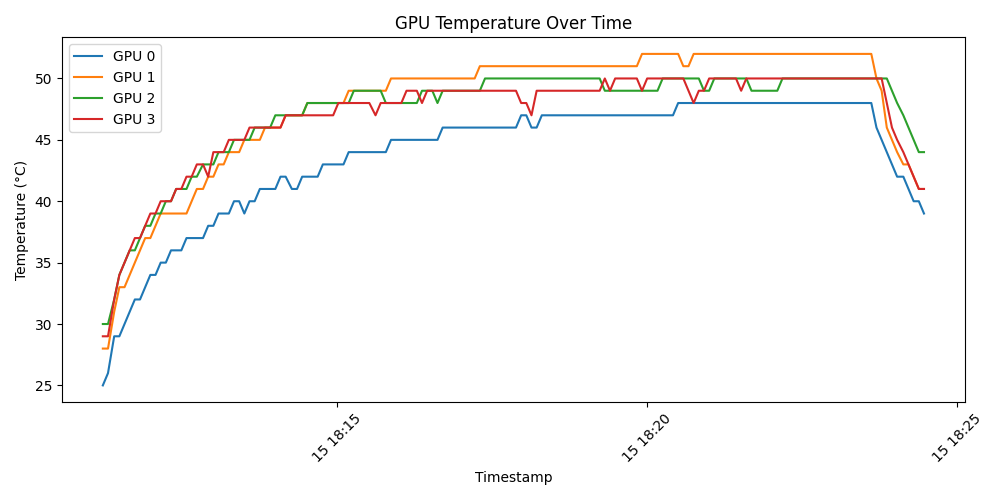 GPU Temperature Over Time
GPU 0
GPU 1
GPU 2
GPU 3
Temperature (°C)
50
45
40
35
30
25
15 18:15
15 18:20
15 18:25
Timestamp